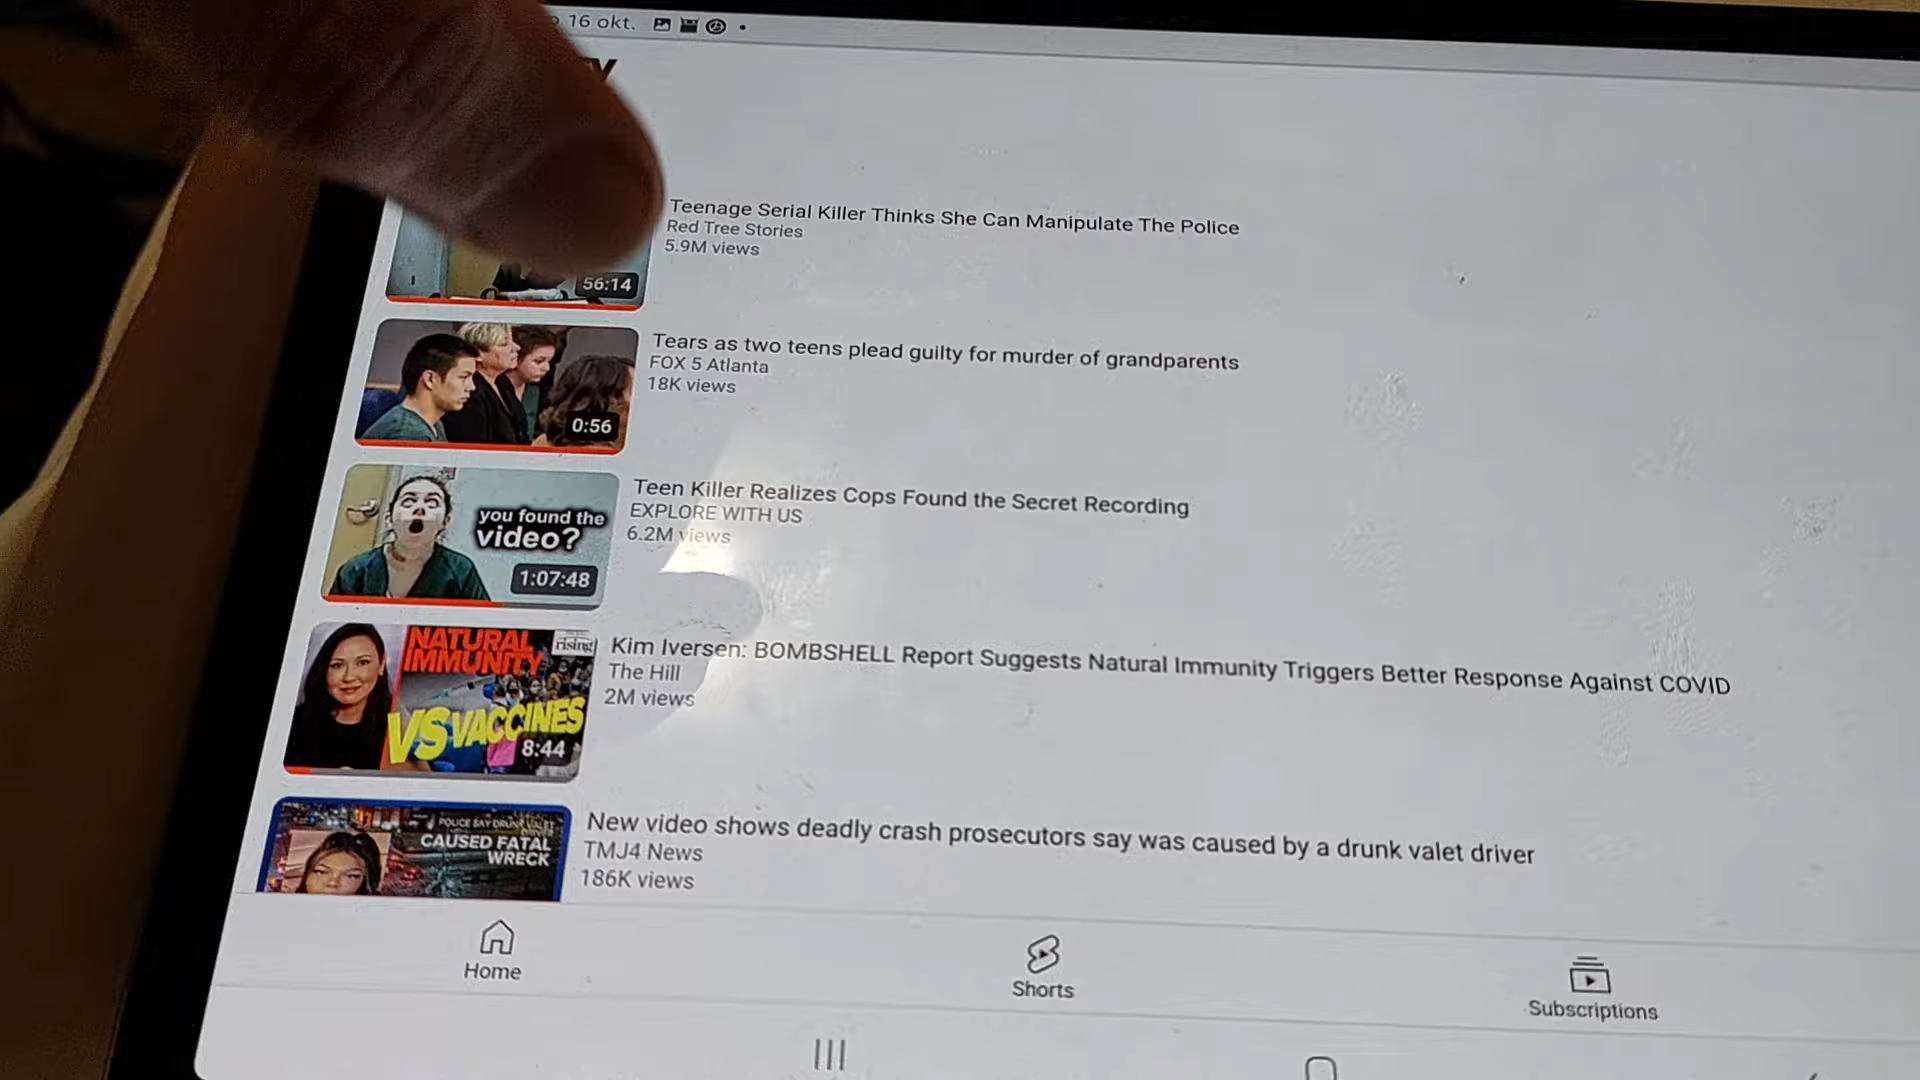 16 okt.
y
Teenage Serial Killer Thinks She Can Manipulate The Police
Red Tree Stories
5.9M views
56:14
Tears as two teens plead guilty for murder of grandparents
FOX 5 Atlanta
18K views
0:56
Teen Killer Realizes Cops Found the Secret Recording
EXPLORE WITH US
6.2M views
you found the
video?
1:07:48
Kim Iversen: BOMBSHELL Report Suggests Natural Immunity Triggers Better Response Against COVID
The Hill
2M views
NATURAL
IMMUNITY
rising
VS VACCINES
8:44
New video shows deadly crash prosecutors say was caused by a drunk valet driver
TMJ4 News
186K views
POLICE SAY DRUNK VALET
CAUSED FATAL
WRECK
Home
Shorts
Subscriptions